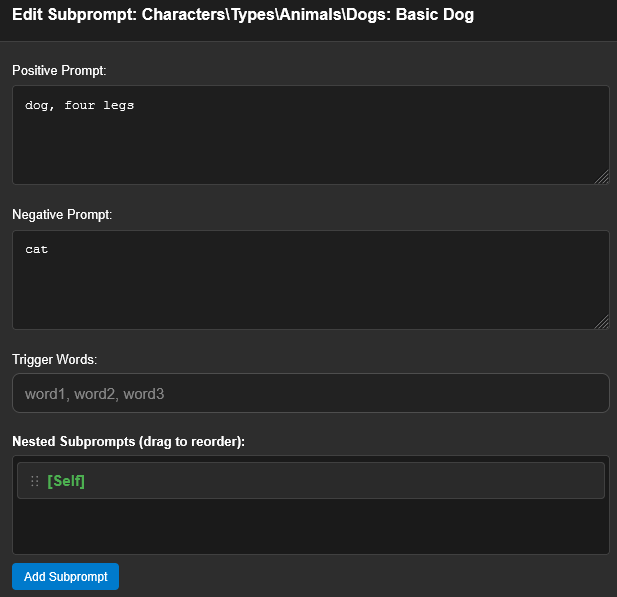 Edit Subprompt: Characters\Types\Animals\Dogs: Basic Dog
Positive Prompt:
dog, four legs
Negative Prompt:
cat
Trigger Words:
word1, word2, word3
Nested Subprompts (drag to reorder):
[Self]
Add Subprompt